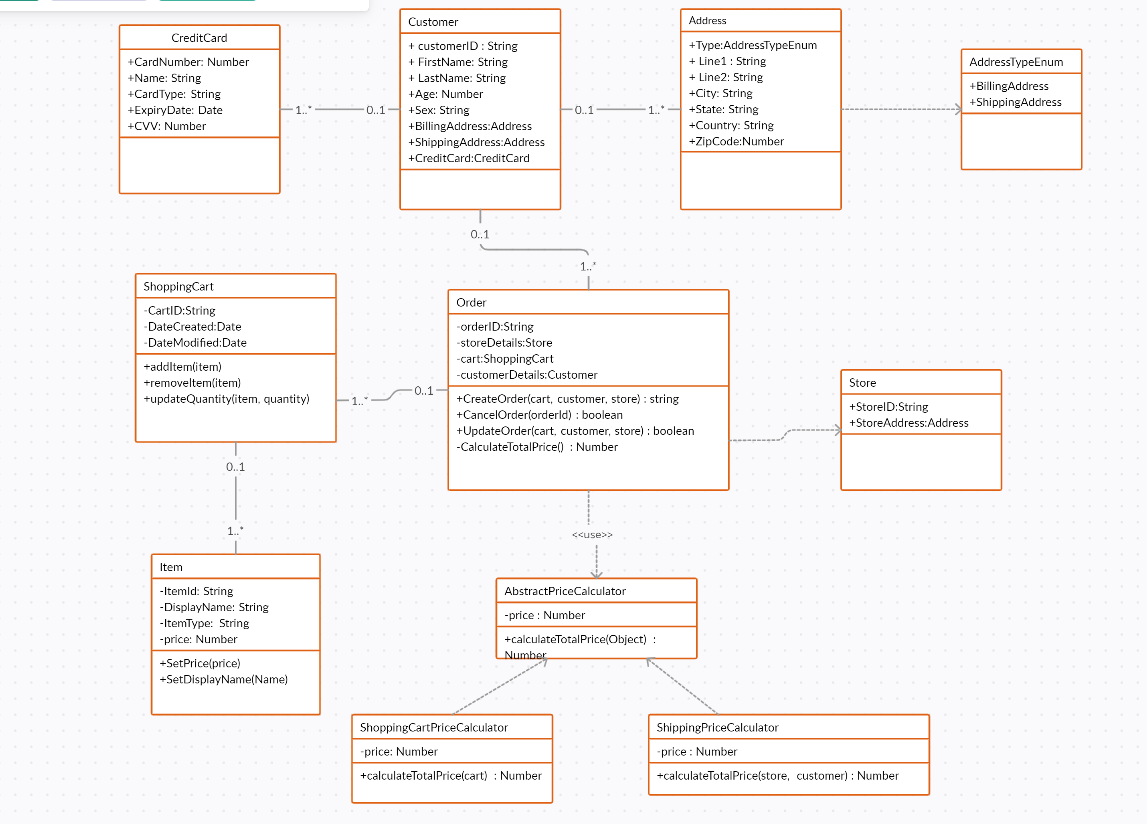 CreditCard
+CardNumber: Number
+Name: String
+CardType: String
+ExpiryDate: Date
+CVV: Number
1..*
0..1
Customer
+ customerID : String
+ FirstName: String
+ LastName: String
+Age: Number
+Sex: String
+BillingAddress:Address
+ShippingAddress:Address
+CreditCard:CreditCard
0..1
1..*
Address
+Type:AddressTypeEnum
+ Line1 : String
+ Line2: String
+City: String
+State: String
+Country: String
+ZipCode:Number
AddressTypeEnum
+BillingAddress
+ShippingAddress
0..1
1..*
ShoppingCart
-CartID:String
-DateCreated:Date
-DateModified:Date
+addItem(item)
+removeItem(item)
+updateQuantity(item, quantity)
1..*
0..1
Order
-orderID:String
-storeDetails:Store
-cart:ShoppingCart
-customerDetails:Customer
+CreateOrder(cart, customer, store) : string
+CancelOrder(orderId) : boolean
+UpdateOrder(cart, customer, store) : boolean
-CalculateTotalPrice() : Number
Store
+StoreID:String
+StoreAddress:Address
0..1
1..*
<<use>>
Item
-ItemId: String
-DisplayName: String
-ItemType: String
-price: Number
+SetPrice(price)
+SetDisplayName(Name)
AbstractPriceCalculator
-price : Number
+calculateTotalPrice(Object) :
Number
ShoppingCartPriceCalculator
-price: Number
+calculateTotalPrice(cart) : Number
ShippingPriceCalculator
-price : Number
+calculateTotalPrice(store, customer) : Number